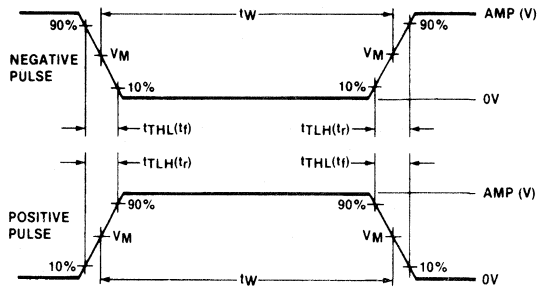 tW
AMP (V)
90%
90%
NEGATIVE
PULSE
VM
VM
10%
10%
0V
tTHL(tf)
tTLH(tr)
tTLH(tr)
tTHL(tf)
AMP (V)
90%
90%
POSITIVE
PULSE
VM
VM
10%
10%
0V
tW